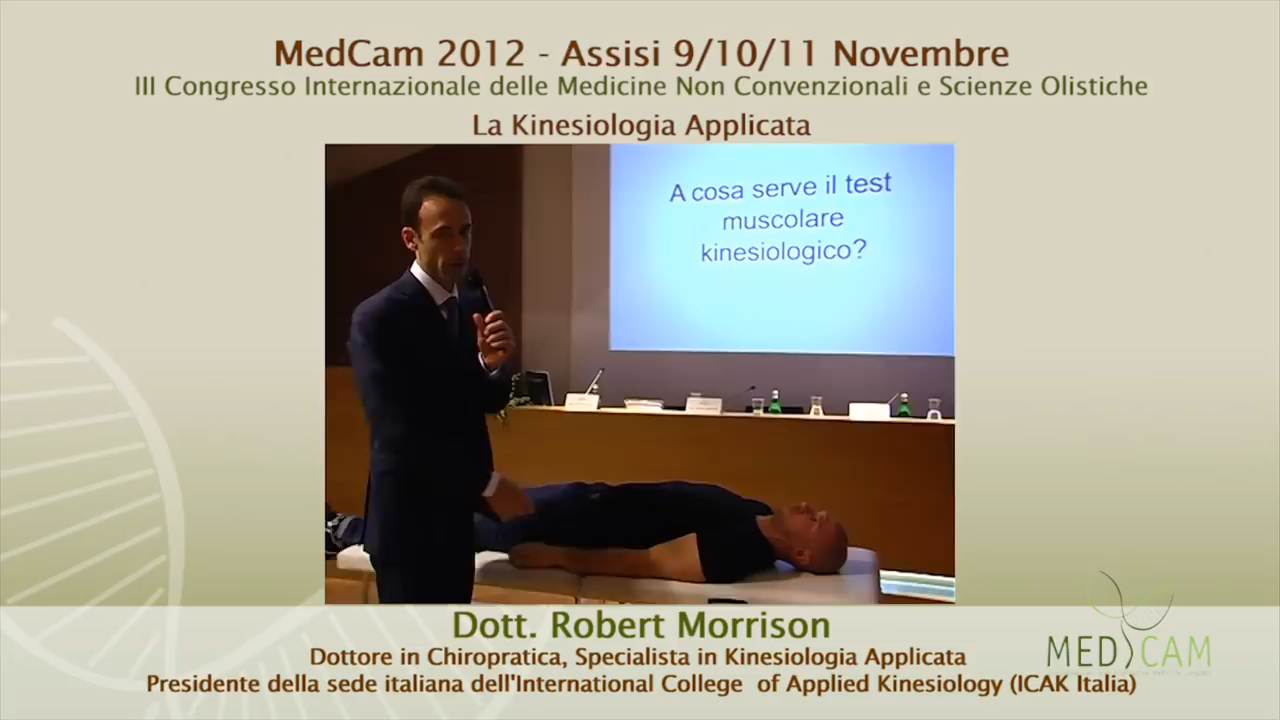 MedCam 2012 - Assisi 9/10/11 Novembre
III Congresso Internazionale delle Medicine Non Convenzionali e Scienze Olistiche
La Kinesiologia Applicata
A cosa serve il test
muscolare
kinesiologico?
Dott. Robert Morrison
Dottore in Chiropratica, Specialista in Kinesiologia Applicata
Presidente della sede italiana dell'International College of Applied Kinesiology (ICAK Italia)
MEDCAM